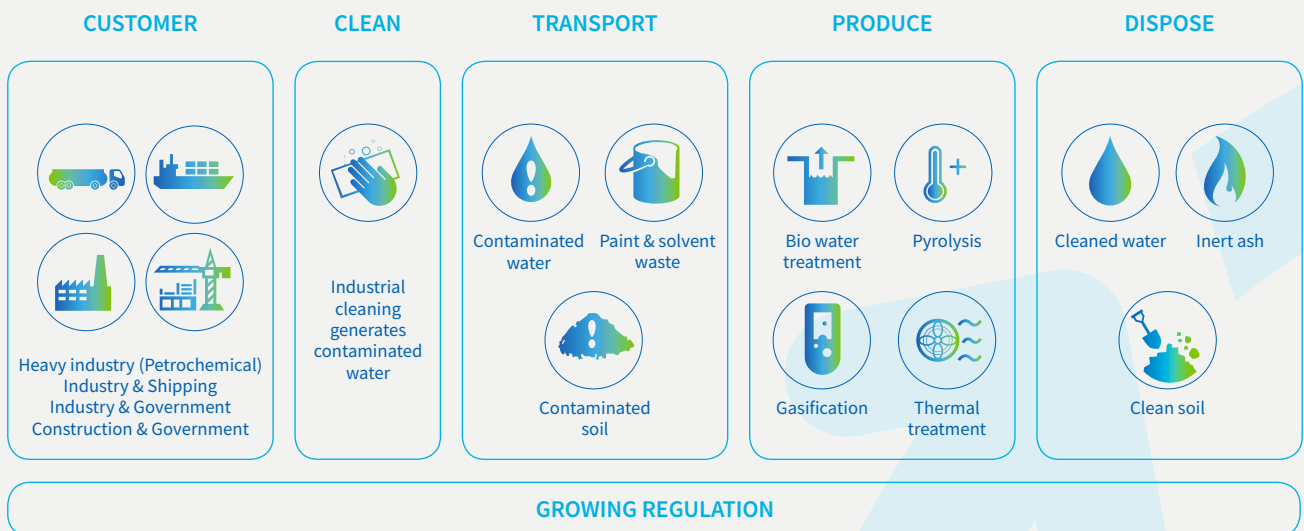 CUSTOMER
CLEAN
TRANSPORT
PRODUCE
DISPOSE
Heavy industry (Petrochemical)
Industry & Shipping
Industry & Government
Construction & Government
Industrial
cleaning
generates
contaminated
water
Contaminated
water
Paint & solvent
waste
Contaminated
soil
Bio water
treatment
Pyrolysis
Gasification
Thermal
treatment
Cleaned water
Inert ash
Clean soil
GROWING REGULATION